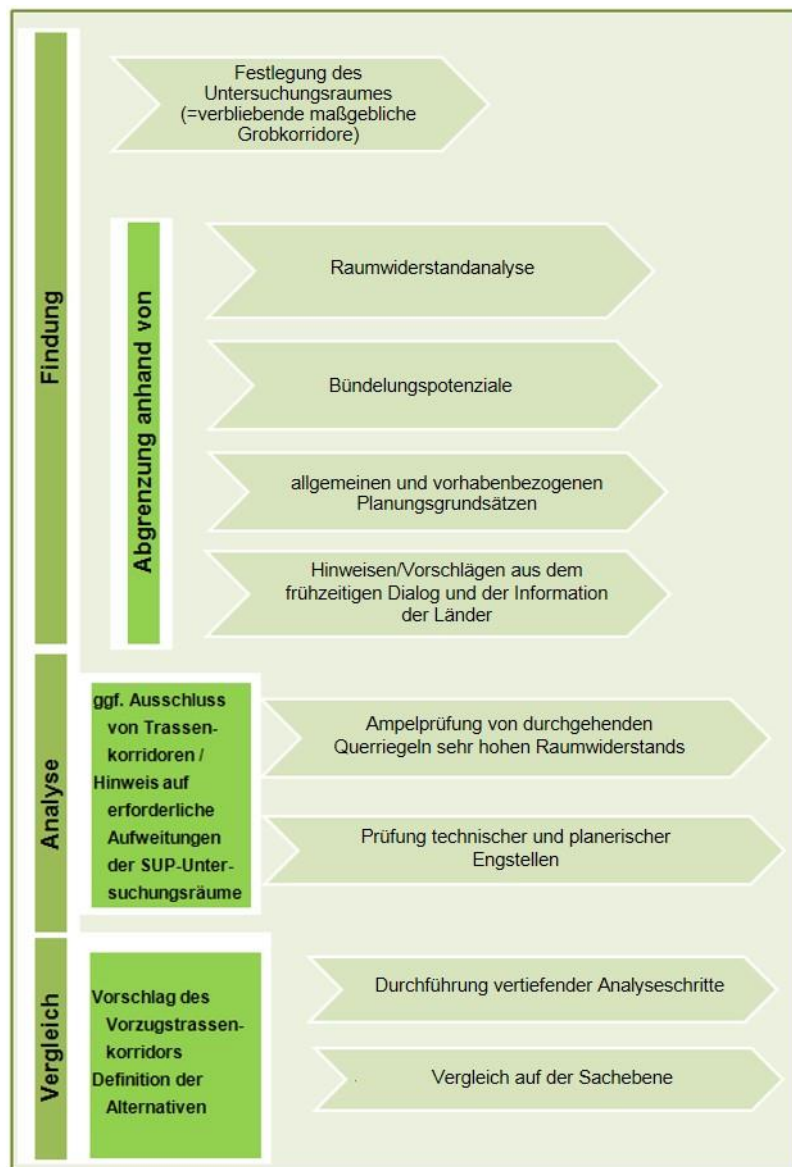 Findung
Festlegung des
Untersuchungsraumes
(=verbliebende maßgebliche
Grobkorridore)
Abgrenzung anhand von
Raumwiderstandanalyse
Bündelungspotenziale
allgemeinen und vorhabenbezogenen
Planungsgrundsätzen
Hinweisen/Vorschlägen aus dem
frühzeitigen Dialog und der Information
der Länder
Analyse
ggf. Ausschluss
von Trassen-
korridoren /
Hinweis auf
erforderliche
Aufweitungen
der SUP-Unter-
suchungsräume
Ampelprüfung von durchgehenden
Querriegeln sehr hohen Raumwiderstands
Prüfung technischer und planerischer
Engstellen
Vergleich
Vorschlag des
Vorzugstrassen-
korridors
Definition der
Alternativen
Durchführung vertiefender Analyseschritte
Vergleich auf der Sachebene